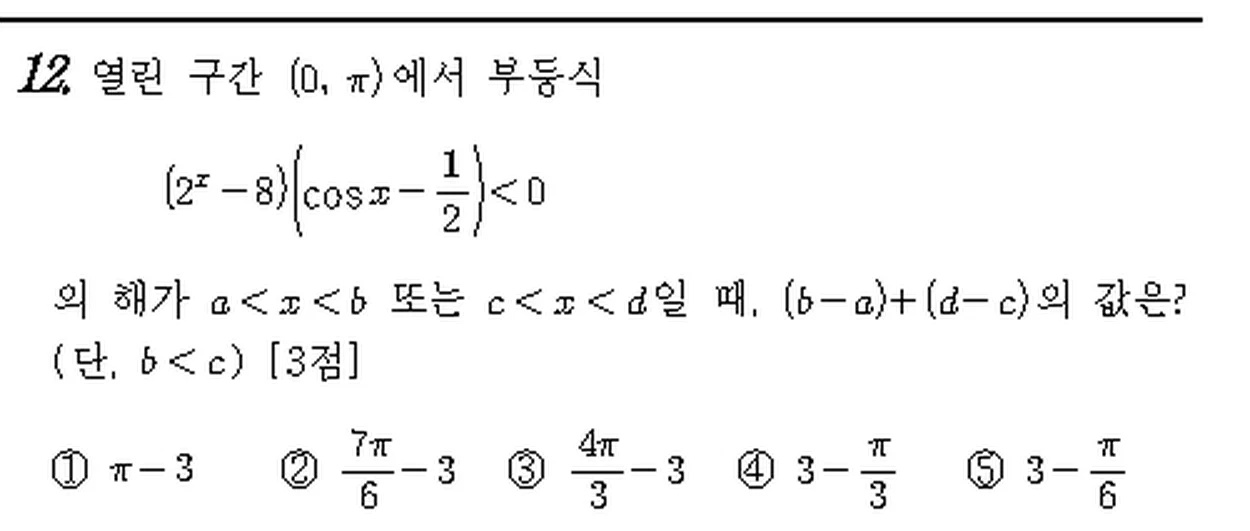 12. 열린 구간 (0, π)에서 부등식
(2^x − 8)(cos x − 1/2) < 0
의 해가 a < x < b 또는 c < x < d일 때, (b − a) + (d − c)의 값은?
(단, b < c) [3점]
① π − 3 ② 7π/6 − 3 ③ 4π/3 − 3 ④ 3 − π/3 ⑤ 3 − π/6